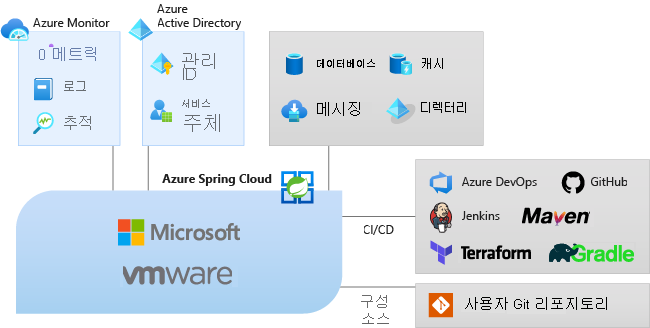 Azure Monitor
메트릭
로그
추적
Azure
Active Directory
관리
ID
서비스
주체
데이터베이스
캐시
메시징
디렉터리
Azure Spring Cloud
Microsoft
vmware
CI/CD
Azure DevOps
GitHub
Jenkins
Maven
Terraform
Gradle
구성
소스
사용자 Git 리포지토리